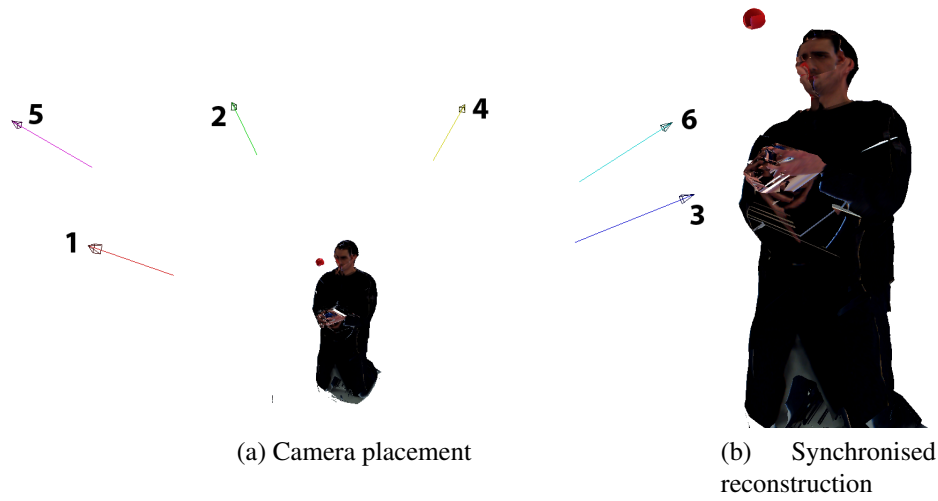 5
2
4
6
1
3
(a) Camera placement
(b) Synchronised
reconstruction